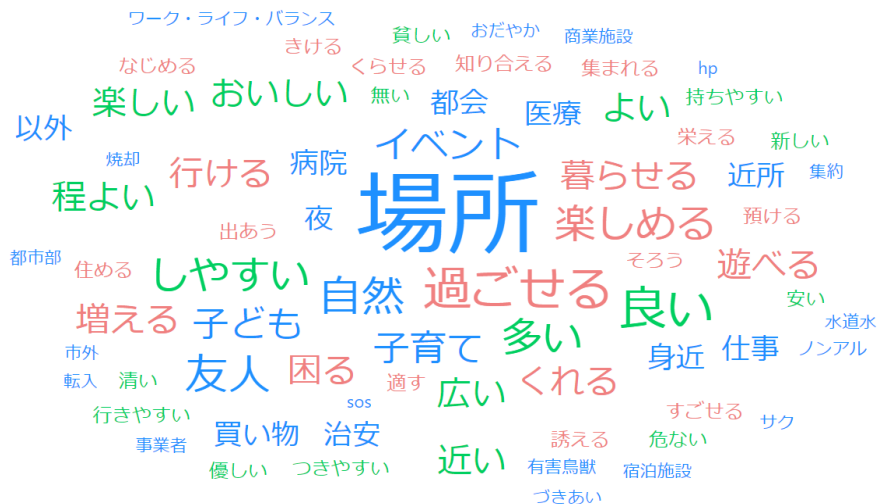 ワーク・ライフ・バランス
貧しい
おだやか
商業施設
きける
なじめる
くらせる
知り合える
集まれる
hp
楽しい
おいしい
無い
都会
医療
よい
持ちやすい
以外
イベント
栄える
新しい
焼却
行ける
病院
暮らせる
近所
集約
程よい
場所
夜
楽しめる
預ける
出あう
都市部
住める
しやすい
自然
過ごせる
そろう
遊べる
良い
安い
増える
子ども
多い
水道水
市外
子育て
身近
仕事
ノンアル
転入
清い
友人
困る
適す
広い
くれる
行きやすい
sos
すごせる
サク
事業者
買い物
治安
誘える
危ない
優しい
つきやすい
近い
有害鳥獣
宿泊施設
づきあい